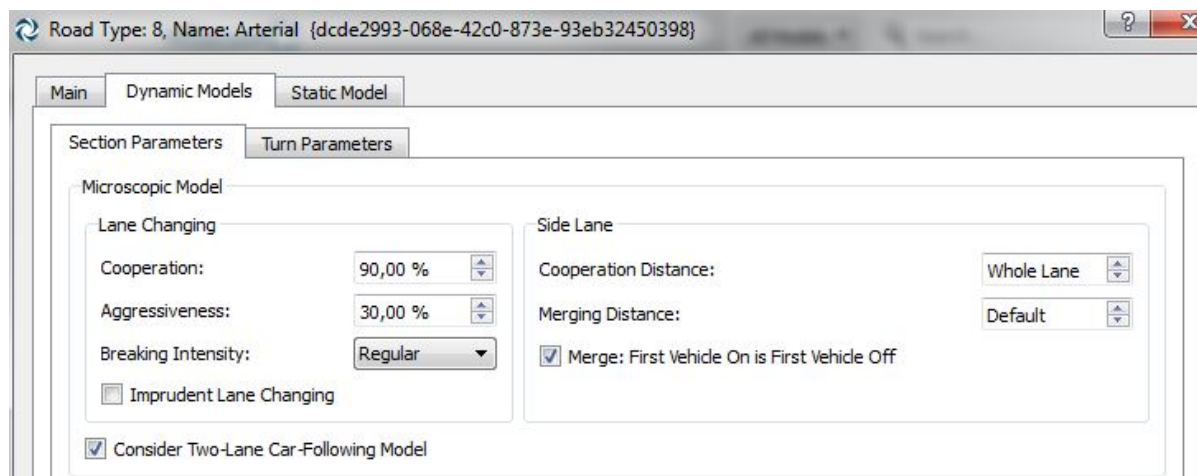 Road Type: 8, Name: Arterial {dcde2993-068e-42c0-873e-93eb32450398}
Main Dynamic Models Static Model
Section Parameters Turn Parameters
Microscopic Model
Lane Changing Side Lane
Cooperation: 90,00 % Cooperation Distance: Whole Lane
Aggressiveness: 30,00 % Merging Distance: Default
Breaking Intensity: Regular Merge: First Vehicle On is First Vehicle Off
Imprudent Lane Changing
Consider Two-Lane Car-Following Model